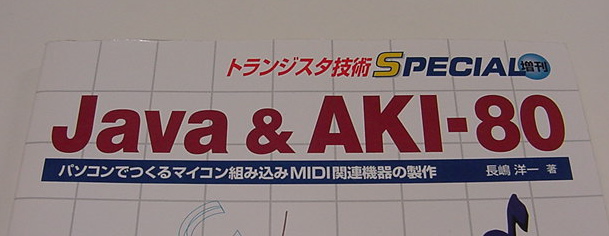 トランジスタ技術SPECIAL増刊
Java & AKI-80
パソコンでつくるマイコン組み込みMIDI関連機器の製作 長嶋 洋一 著